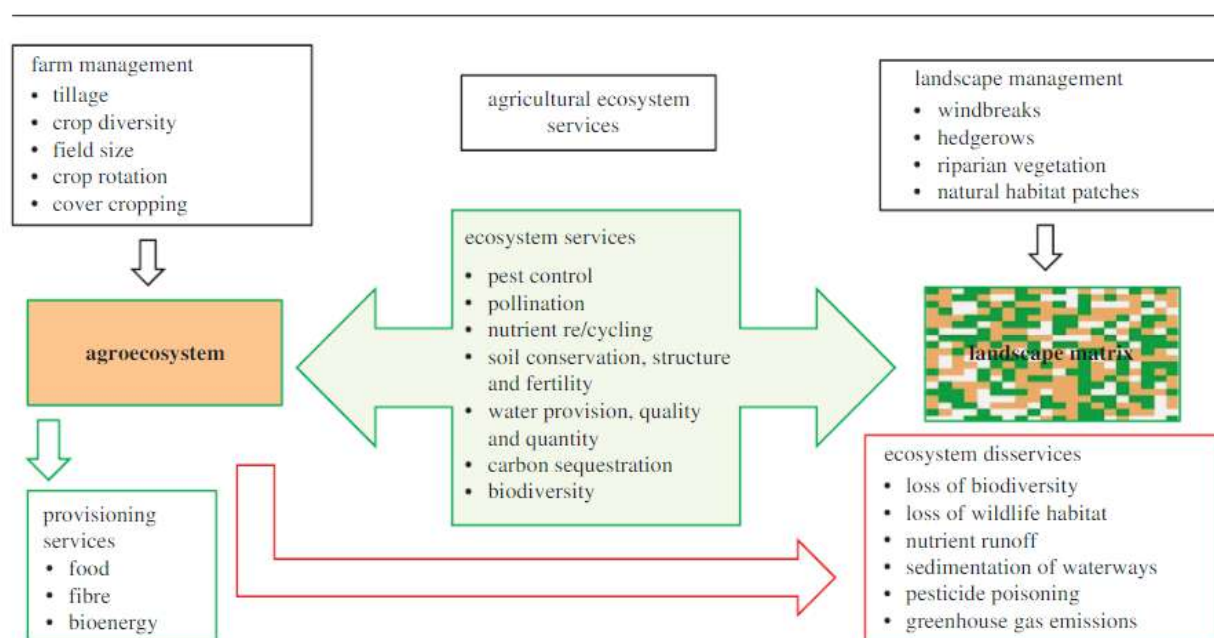 farm management
• tillage
• crop diversity
• field size
• crop rotation
• cover cropping
agricultural ecosystem
services
landscape management
• windbreaks
• hedgerows
• riparian vegetation
• natural habitat patches
ecosystem services
• pest control
• pollination
• nutrient re/cycling
• soil conservation, structure
and fertility
• water provision, quality
and quantity
• carbon sequestration
• biodiversity
agroecosystem
landscape matrix
provisioning
services
• food
• fibre
• bioenergy
ecosystem disservices
• loss of biodiversity
• loss of wildlife habitat
• nutrient runoff
• sedimentation of waterways
• pesticide poisoning
• greenhouse gas emissions